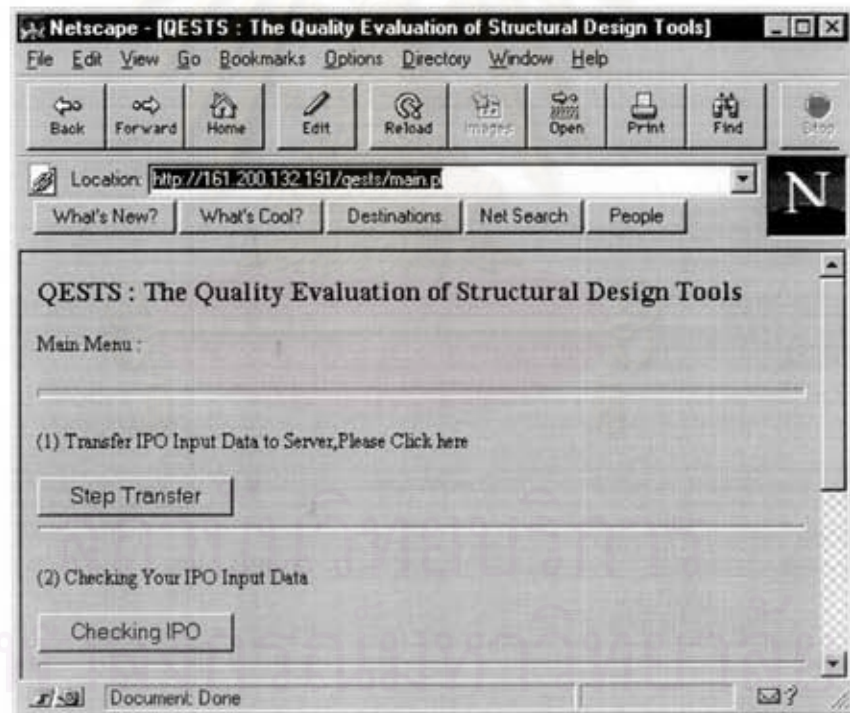 Netscape - [QESTS : The Quality Evaluation of Structural Design Tools]
File Edit View Go Bookmarks Options Directory Window Help
Back Forward Home Edit Reload Images Open Print Find Stop
Location: http://161.200.132.191/qests/main.p
What's New? What's Cool? Destinations Net Search People
N
QESTS : The Quality Evaluation of Structural Design Tools
Main Menu :
(1) Transfer IPO Input Data to Server,Please Click here
Step Transfer
(2) Checking Your IPO Input Data
Checking IPO
Document: Done